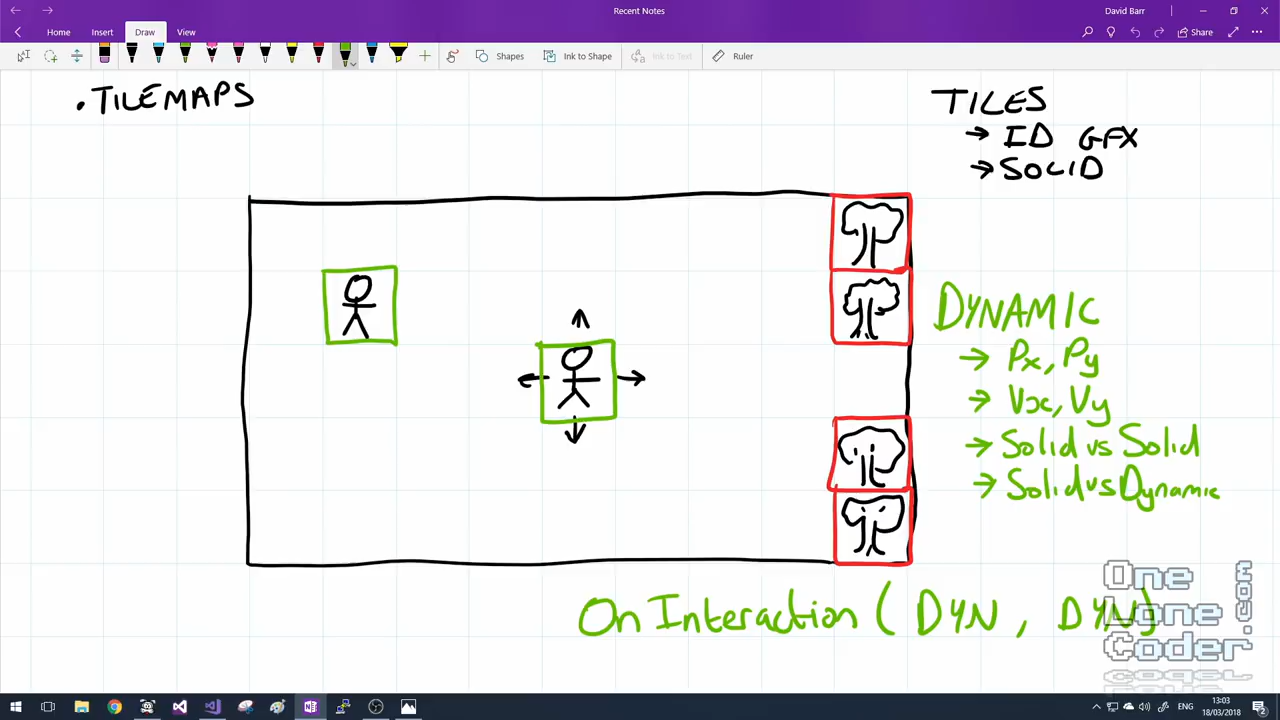 Recent Notes
David Barr
Home Insert Draw View
Share
Shapes Ink to Shape Ink to Text Ruler
.TILEMAPS
TILES
→ ID GFX
→ SOLID
DYNAMIC
→ Px, Py
→ Vx, Vy
→ Solid vs Solid
→ Solid vs Dynamic
On Interaction ( DYN , DYN )
One
Lone
Coder
.com
13:03
18/03/2018
2